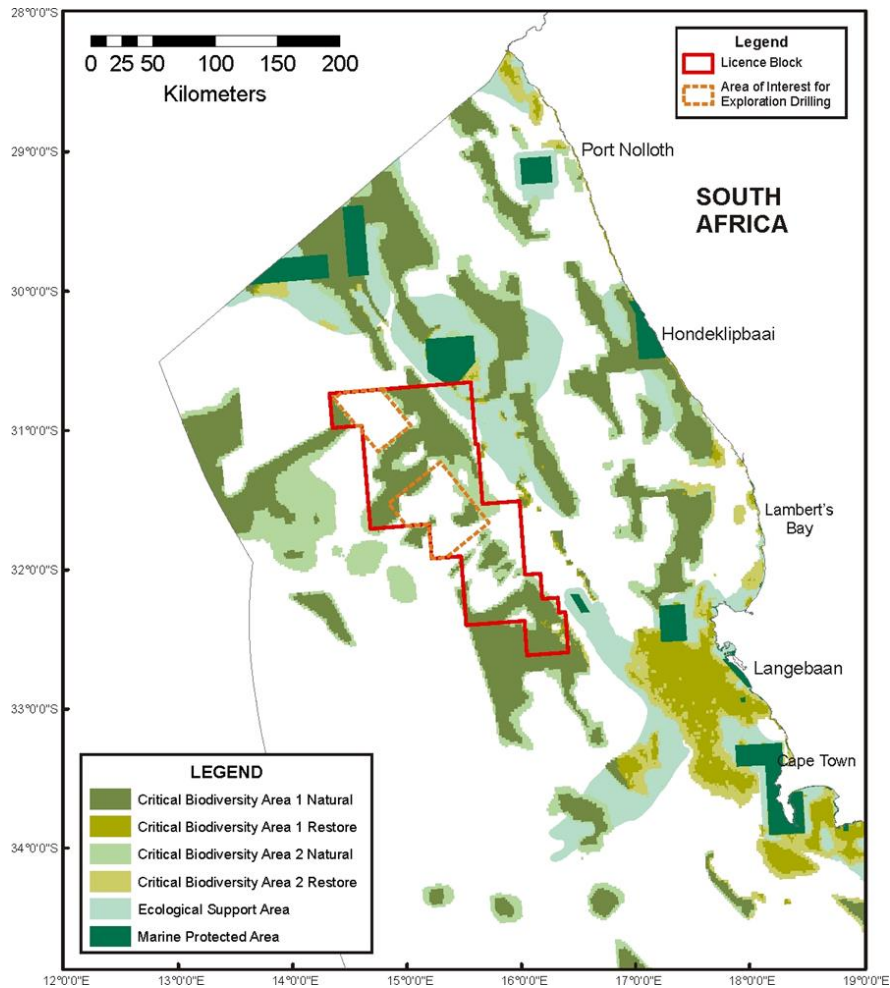 28°0'0"S
29°0'0"S
30°0'0"S
31°0'0"S
32°0'0"S
33°0'0"S
34°0'0"S
0 25 50 100 150 200
Kilometers
Legend
Licence Block
Area of Interest for
Exploration Drilling
Port Nolloth
SOUTH
AFRICA
Hondeklipbaai
Lambert's
Bay
Langebaan
Cape Town
LEGEND
Critical Biodiversity Area 1 Natural
Critical Biodiversity Area 1 Restore
Critical Biodiversity Area 2 Natural
Critical Biodiversity Area 2 Restore
Ecological Support Area
Marine Protected Area
12°0'0"E 13°0'0"E 14°0'0"E 15°0'0"E 16°0'0"E 17°0'0"E 18°0'0"E 19°0'0"E